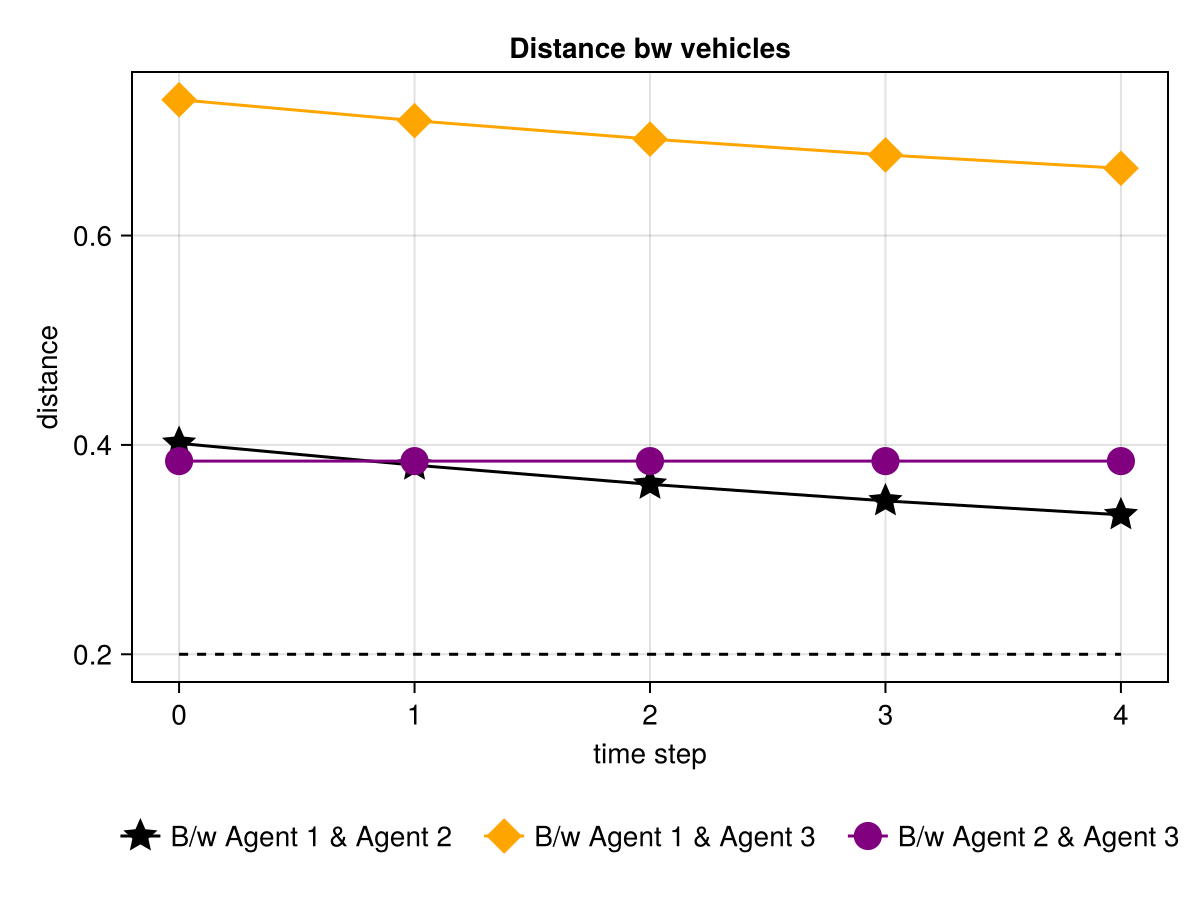 Distance bw vehicles
distance
0.6
0.4
0.2
0 1 2 3 4
time step
B/w Agent 1 & Agent 2 B/w Agent 1 & Agent 3 B/w Agent 2 & Agent 3